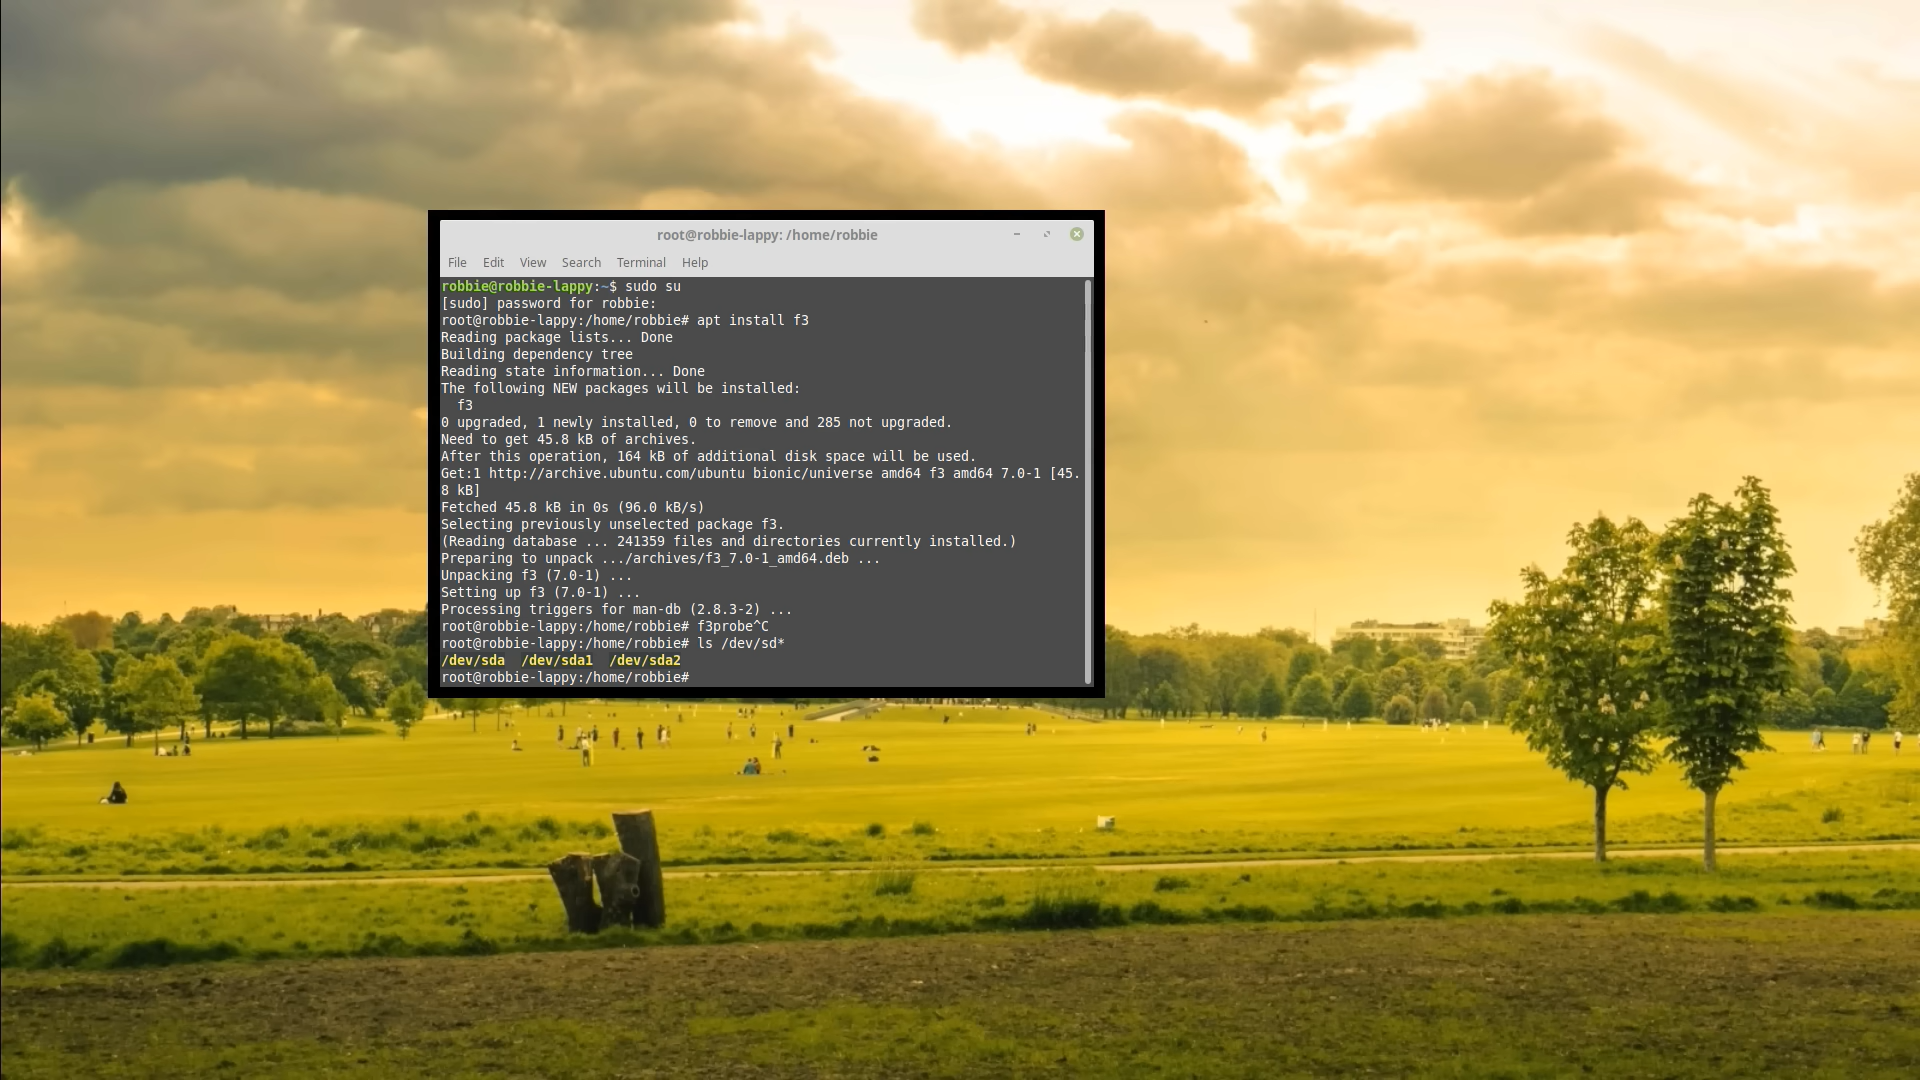 root@robbie-lappy: /home/robbie
File Edit View Search Terminal Help
robbie@robbie-lappy:~$ sudo su
[sudo] password for robbie:
root@robbie-lappy:/home/robbie# apt install f3
Reading package lists... Done
Building dependency tree
Reading state information... Done
The following NEW packages will be installed:
  f3
0 upgraded, 1 newly installed, 0 to remove and 285 not upgraded.
Need to get 45.8 kB of archives.
After this operation, 164 kB of additional disk space will be used.
Get:1 http://archive.ubuntu.com/ubuntu bionic/universe amd64 f3 amd64 7.0-1 [45.
8 kB]
Fetched 45.8 kB in 0s (96.0 kB/s)
Selecting previously unselected package f3.
(Reading database ... 241359 files and directories currently installed.)
Preparing to unpack .../archives/f3_7.0-1_amd64.deb ...
Unpacking f3 (7.0-1) ...
Setting up f3 (7.0-1) ...
Processing triggers for man-db (2.8.3-2) ...
root@robbie-lappy:/home/robbie# f3probe^C
root@robbie-lappy:/home/robbie# ls /dev/sd*
/dev/sda  /dev/sda1  /dev/sda2
root@robbie-lappy:/home/robbie#